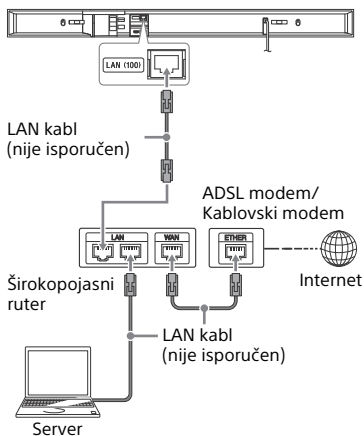 LAN (100)
LAN kabl
(nije isporučen)
ADSL modem/
Kablovski modem
LAN
WAN
ETHER
Širokopojasni
ruter
Internet
LAN kabl
(nije isporučen)
Server